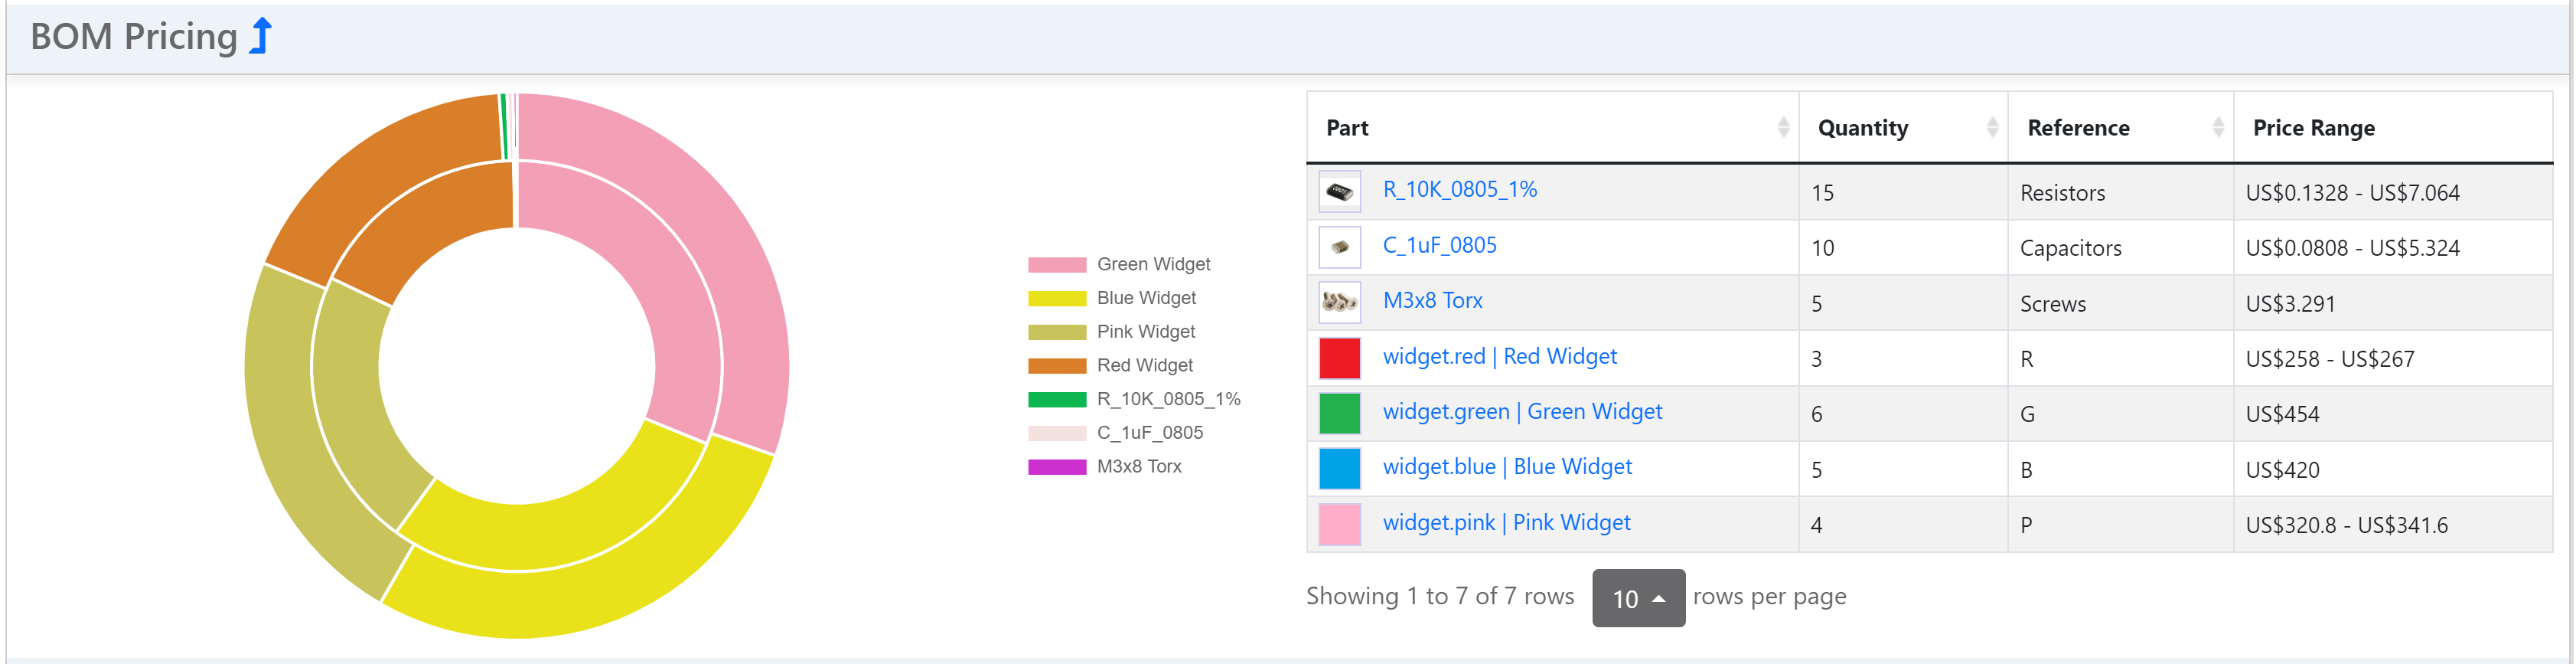 BOM Pricing
Green Widget
Blue Widget
Pink Widget
Red Widget
R_10K_0805_1%
C_1uF_0805
M3x8 Torx
Part Quantity Reference Price Range
R_10K_0805_1% 15 Resistors US$0.1328 - US$7.064
C_1uF_0805 10 Capacitors US$0.0808 - US$5.324
M3x8 Torx 5 Screws US$3.291
widget.red | Red Widget 3 R US$258 - US$267
widget.green | Green Widget 6 G US$454
widget.blue | Blue Widget 5 B US$420
widget.pink | Pink Widget 4 P US$320.8 - US$341.6
Showing 1 to 7 of 7 rows 10 rows per page